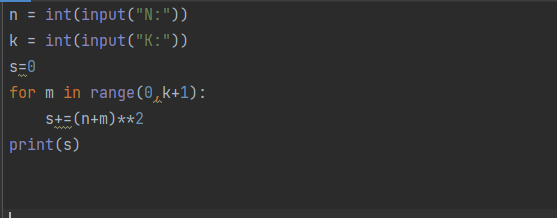 n = int(input("N:"))
k = int(input("K:"))
s=0
for m in range(0,k+1):
    s+=(n+m)**2
print(s)